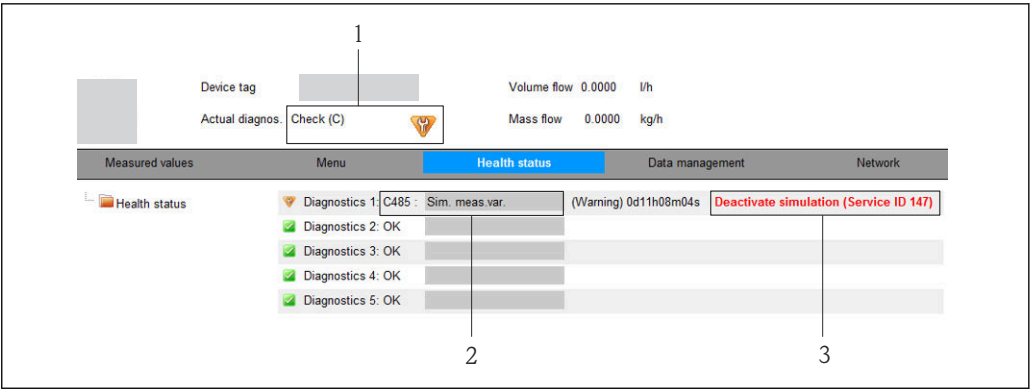 1
Device tag Volume flow 0.0000 l/h
Actual diagnos. Check (C) Mass flow 0.0000 kg/h
Measured values Menu Health status Data management Network
Health status Diagnostics 1: C485 : Sim. meas.var. (Warning) 0d11h08m04s Deactivate simulation (Service ID 147)
Diagnostics 2: OK
Diagnostics 3: OK
Diagnostics 4: OK
Diagnostics 5: OK
2 3